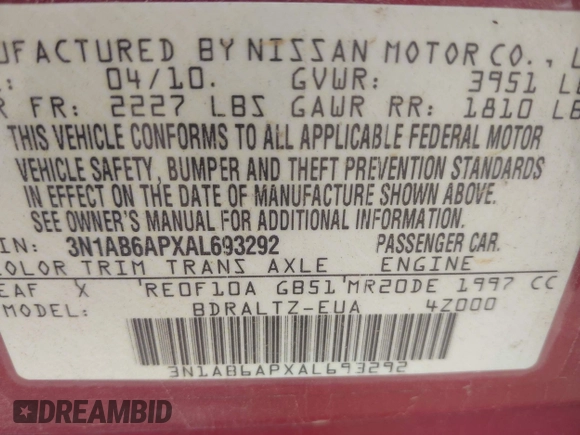 UFACTURED BY NISSAN MOTOR CO.,
04/10. GVWR: 3951 L
FR: 2227 LBS GAWR RR: 1810 LB
THIS VEHICLE CONFORMS TO ALL APPLICABLE FEDERAL MOTOR
VEHICLE SAFETY, BUMPER AND THEFT PREVENTION STANDARDS
IN EFFECT ON THE DATE OF MANUFACTURE SHOWN ABOVE.
SEE OWNER'S MANUAL FOR ADDITIONAL INFORMATION.
IN: 3N1AB6APXAL693292 PASSENGER CAR.
COLOR TRIM TRANS AXLE ENGINE
EAF X 'RE0F10A GB51'MR20DE 1997 CC
MODEL: BDRALTZ-EUA 4Z000
3N1AB6APXAL693292
DREAMBID